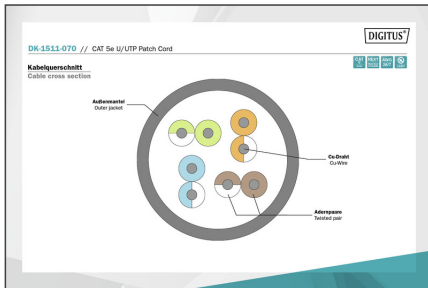 DIGITUS®
DK-1511-070 // CAT 5e U/UTP Patch Cord
Kabelquerschnitt
Cable cross section
Außenmantel
Outer jacket
Cu-Draht
Cu-Wire
Adernpaare
Twisted pair